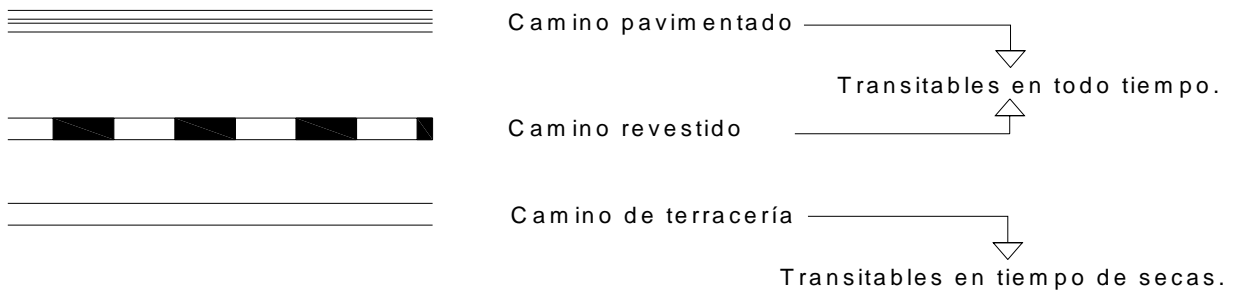 Camino pavimentado
Transitables en todo tiempo.
Camino revestido
Camino de terracería
Transitables en tiempo de secas.